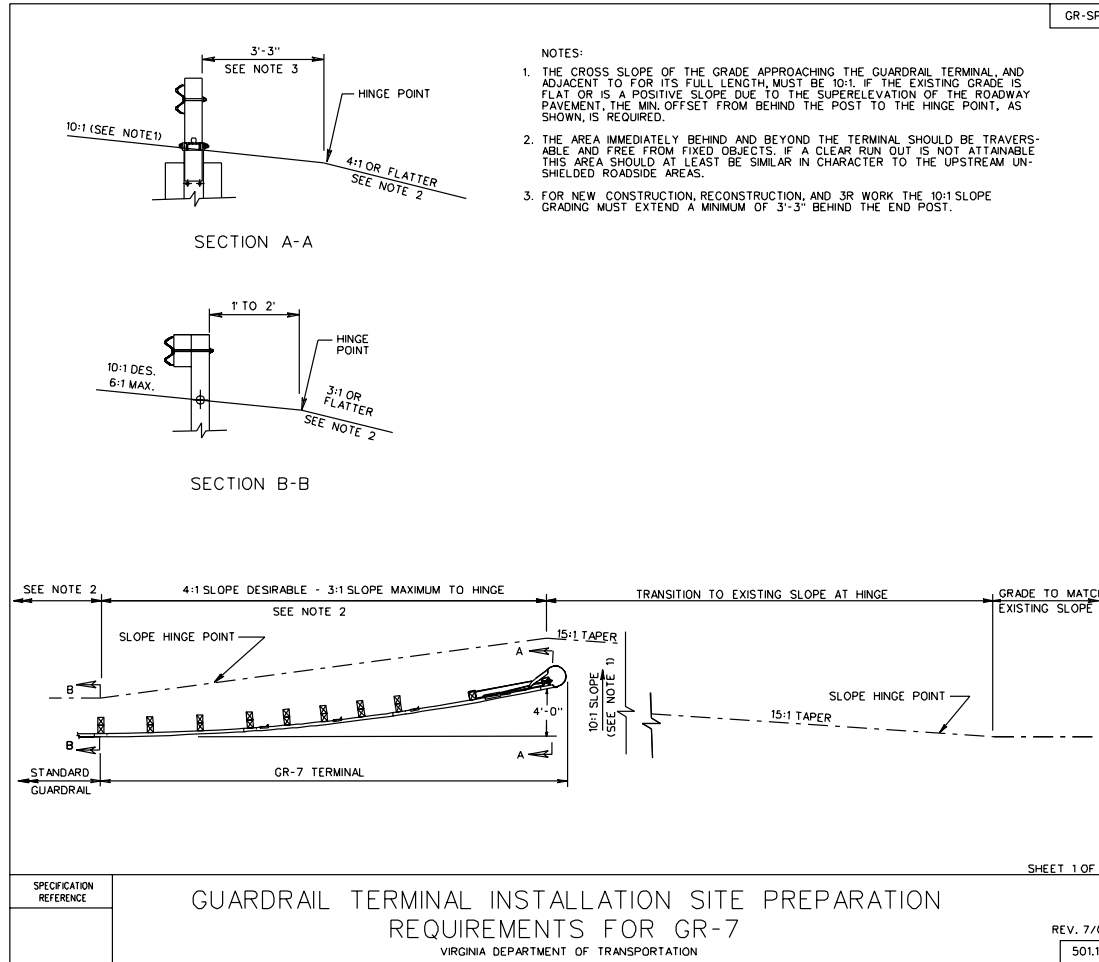 GR-SP
3'-3"
SEE NOTE 3
HINGE POINT
10:1 (SEE NOTE1)
4:1 OR FLATTER
SEE NOTE 2
SECTION A-A
NOTES:
1. THE CROSS SLOPE OF THE GRADE APPROACHING THE GUARDRAIL TERMINAL, AND
ADJACENT TO FOR ITS FULL LENGTH, MUST BE 10:1. IF THE EXISTING GRADE IS
FLAT OR IS A POSITIVE SLOPE DUE TO THE SUPERELEVATION OF THE ROADWAY
PAVEMENT, THE MIN. OFFSET FROM BEHIND THE POST TO THE HINGE POINT, AS
SHOWN, IS REQUIRED.
2. THE AREA IMMEDIATELY BEHIND AND BEYOND THE TERMINAL SHOULD BE TRAVERS-
ABLE AND FREE FROM FIXED OBJECTS. IF A CLEAR RUN OUT IS NOT ATTAINABLE
THIS AREA SHOULD AT LEAST BE SIMILAR IN CHARACTER TO THE UPSTREAM UN-
SHIELDED ROADSIDE AREAS.
3. FOR NEW CONSTRUCTION, RECONSTRUCTION, AND 3R WORK THE 10:1 SLOPE
GRADING MUST EXTEND A MINIMUM OF 3'-3" BEHIND THE END POST.
1' TO 2'
HINGE
POINT
10:1 DES.
6:1 MAX.
3:1 OR
FLATTER
SEE NOTE 2
SECTION B-B
SEE NOTE 2
4:1 SLOPE DESIRABLE - 3:1 SLOPE MAXIMUM TO HINGE
SEE NOTE 2
TRANSITION TO EXISTING SLOPE AT HINGE
GRADE TO MATCH
EXISTING SLOPE
SLOPE HINGE POINT
15:1 TAPER
A
B
4'-0"
10:1 SLOPE
(SEE NOTE 1)
SLOPE HINGE POINT
15:1 TAPER
B
A
STANDARD
GUARDRAIL
GR-7 TERMINAL
SHEET 1 OF
SPECIFICATION
REFERENCE
GUARDRAIL TERMINAL INSTALLATION SITE PREPARATION
REQUIREMENTS FOR GR-7
VIRGINIA DEPARTMENT OF TRANSPORTATION
REV. 7/0
501.1